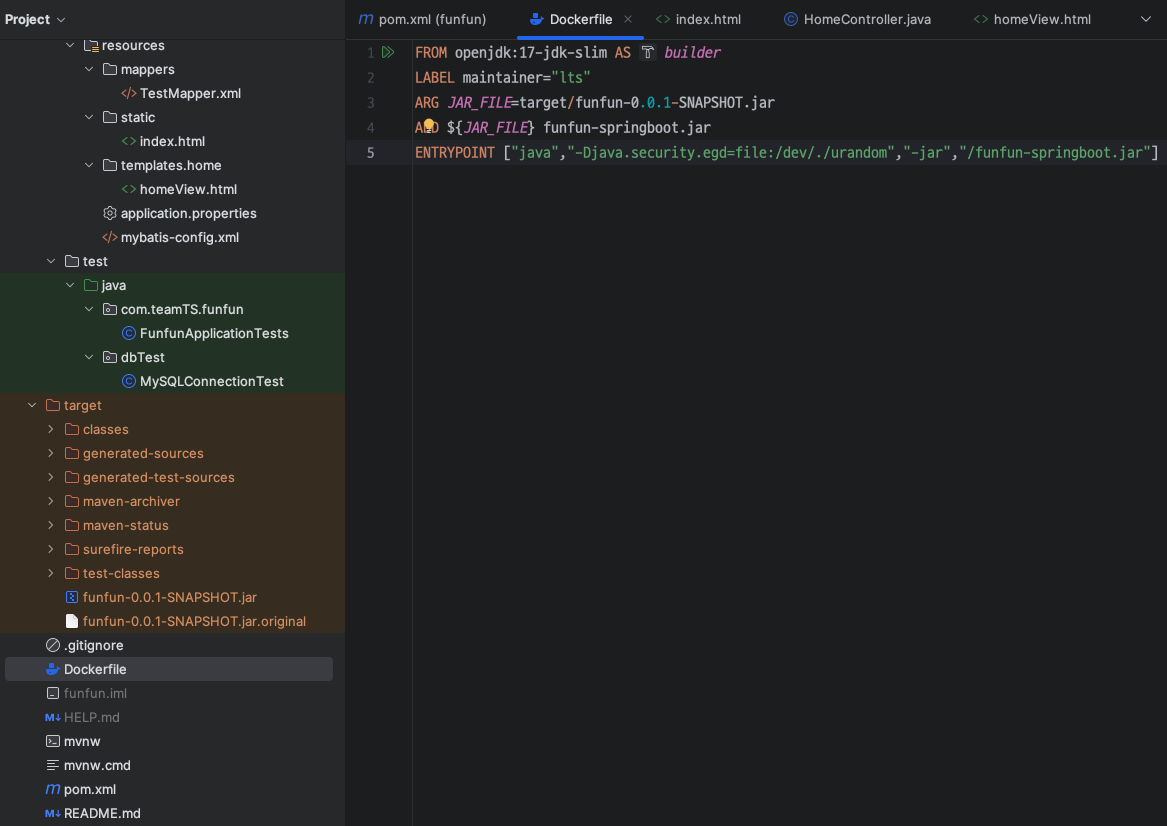 Project
pom.xml (funfun)
Dockerfile
index.html
HomeController.java
homeView.html
resources
mappers
TestMapper.xml
static
index.html
templates.home
homeView.html
application.properties
mybatis-config.xml
test
java
com.teamTS.funfun
FunfunApplicationTests
dbTest
MySQLConnectionTest
target
classes
generated-sources
generated-test-sources
maven-archiver
maven-status
surefire-reports
test-classes
funfun-0.0.1-SNAPSHOT.jar
funfun-0.0.1-SNAPSHOT.jar.original
.gitignore
Dockerfile
funfun.iml
HELP.md
mvnw
mvnw.cmd
pom.xml
README.md
1 FROM openjdk:17-jdk-slim AS builder
2 LABEL maintainer="lts"
3 ARG JAR_FILE=target/funfun-0.0.1-SNAPSHOT.jar
4 ADD ${JAR_FILE} funfun-springboot.jar
5 ENTRYPOINT ["java","-Djava.security.egd=file:/dev/./urandom","-jar","/funfun-springboot.jar"]